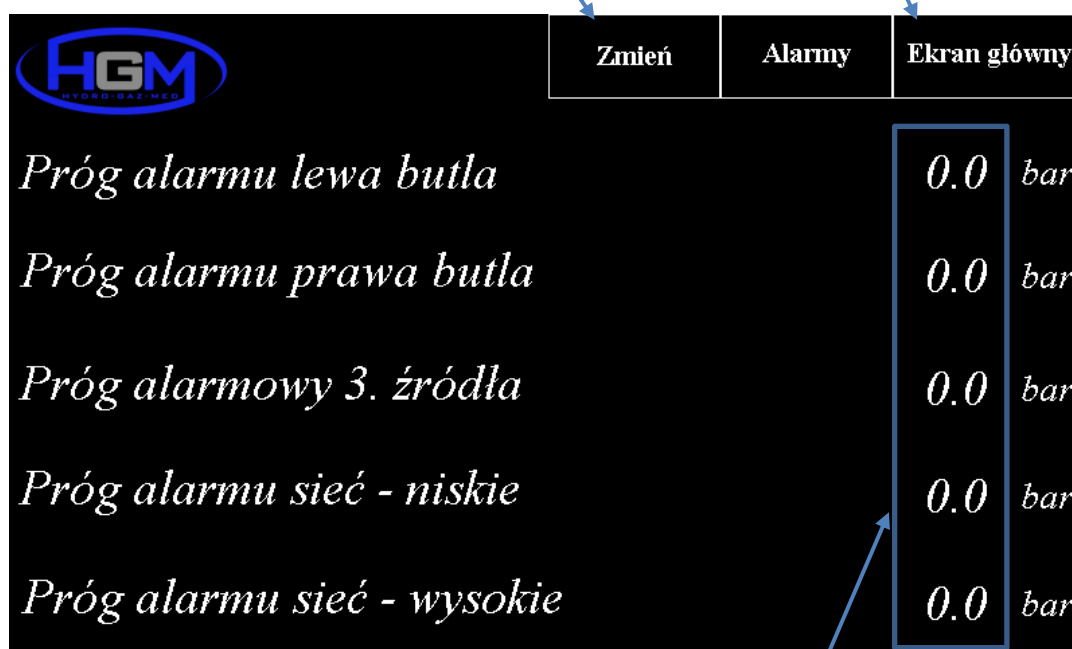 HGM
HYDRO-GAZ-MED
Zmień
Alarmy
Ekran główny
Próg alarmu lewa butla 0.0 bar
Próg alarmu prawa butla 0.0 bar
Próg alarmowy 3. źródła 0.0 bar
Próg alarmu sieć - niskie 0.0 bar
Próg alarmu sieć - wysokie 0.0 bar